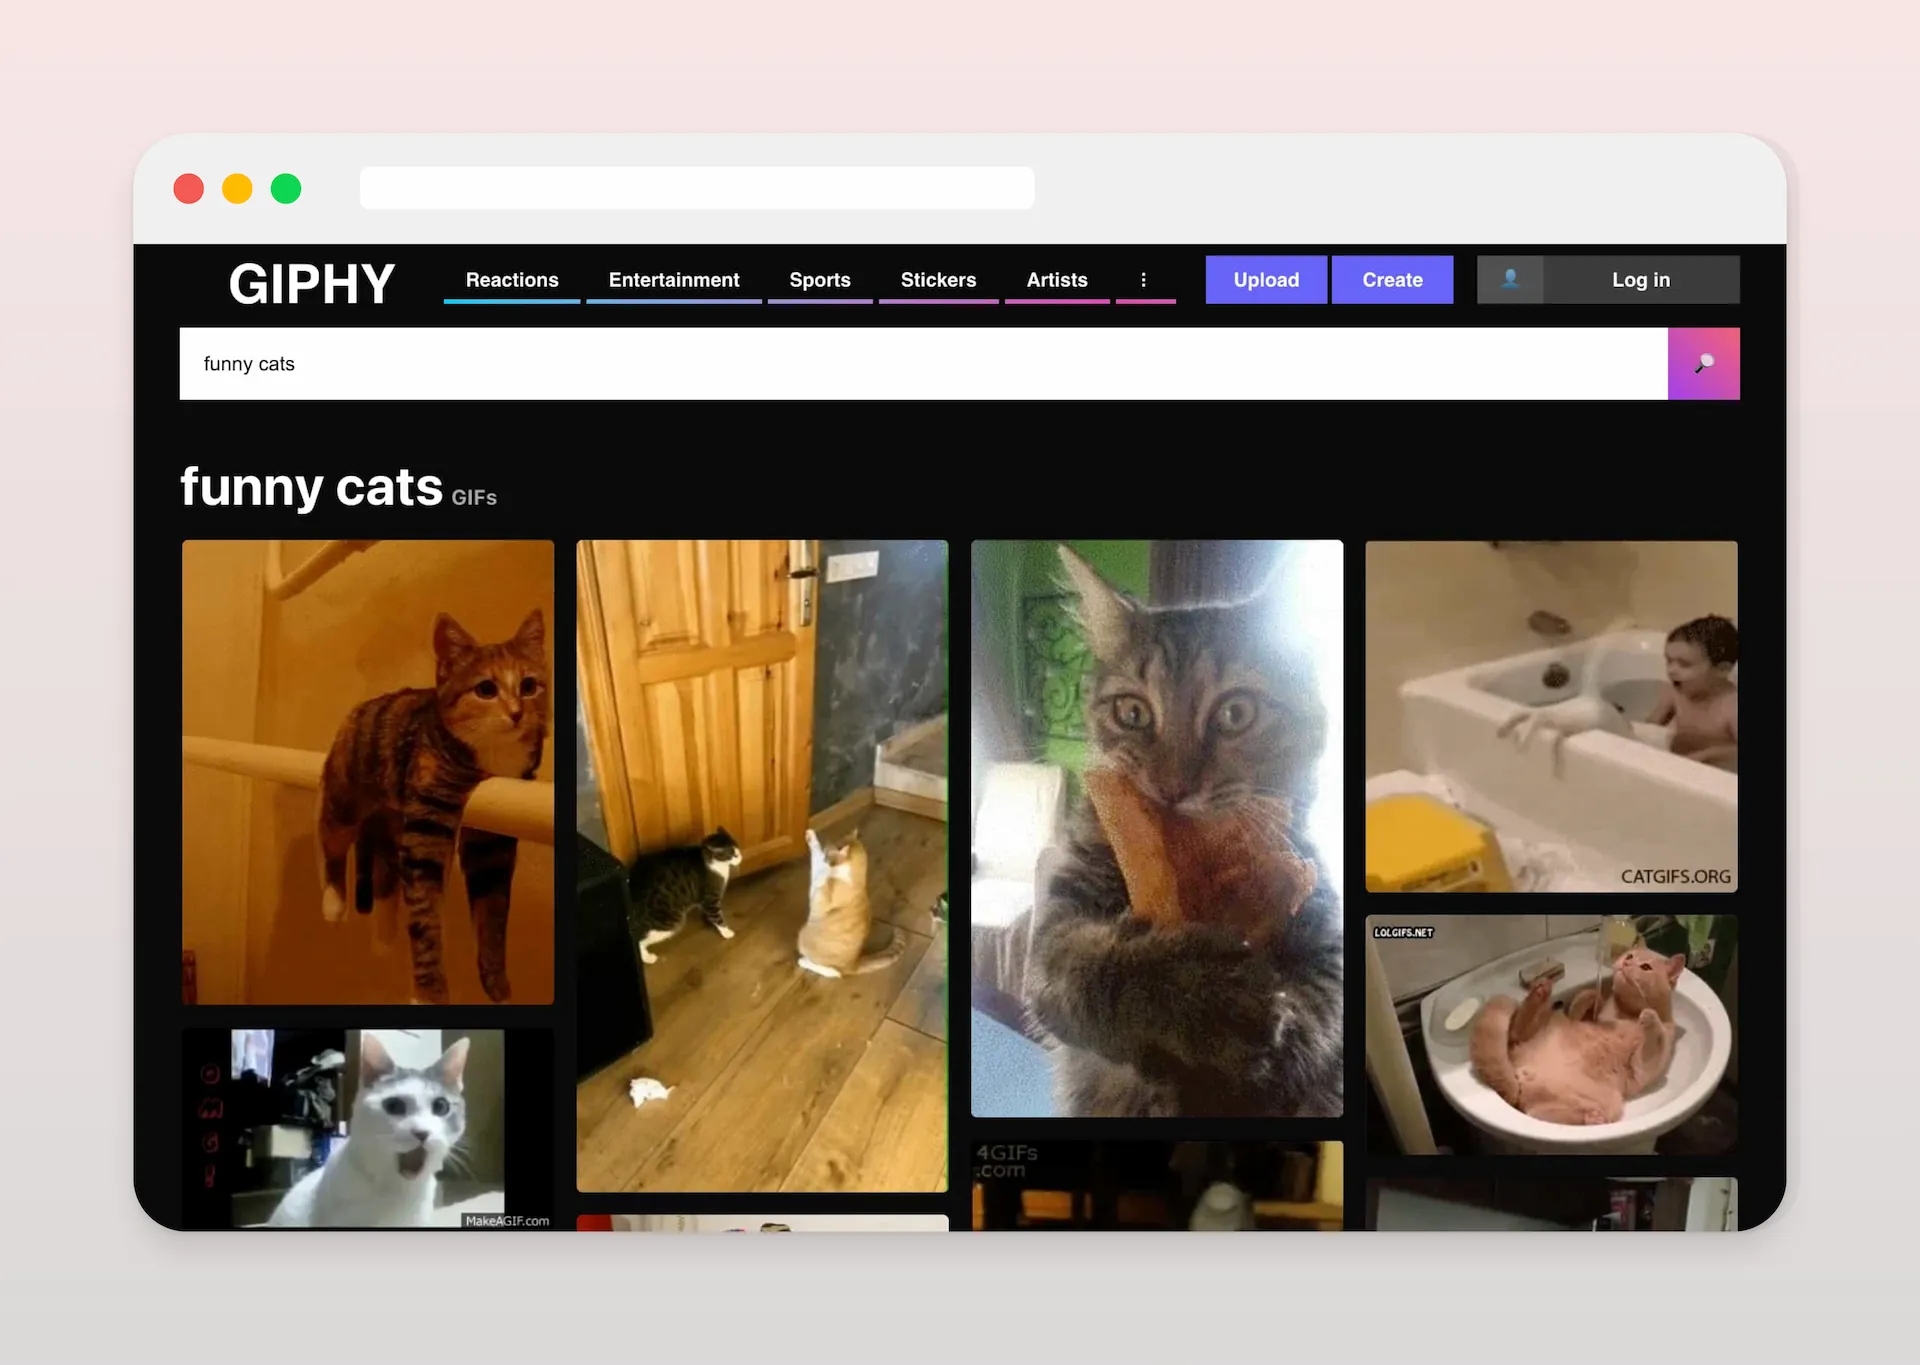 GIPHY
Reactions Entertainment Sports Stickers Artists
Upload Create
Log in
funny cats
funny cats GIFs
CATGIFS.ORG
LOLGIFS.NET
O
M
G
!
MakeAGIF.com
4GIFs
.com